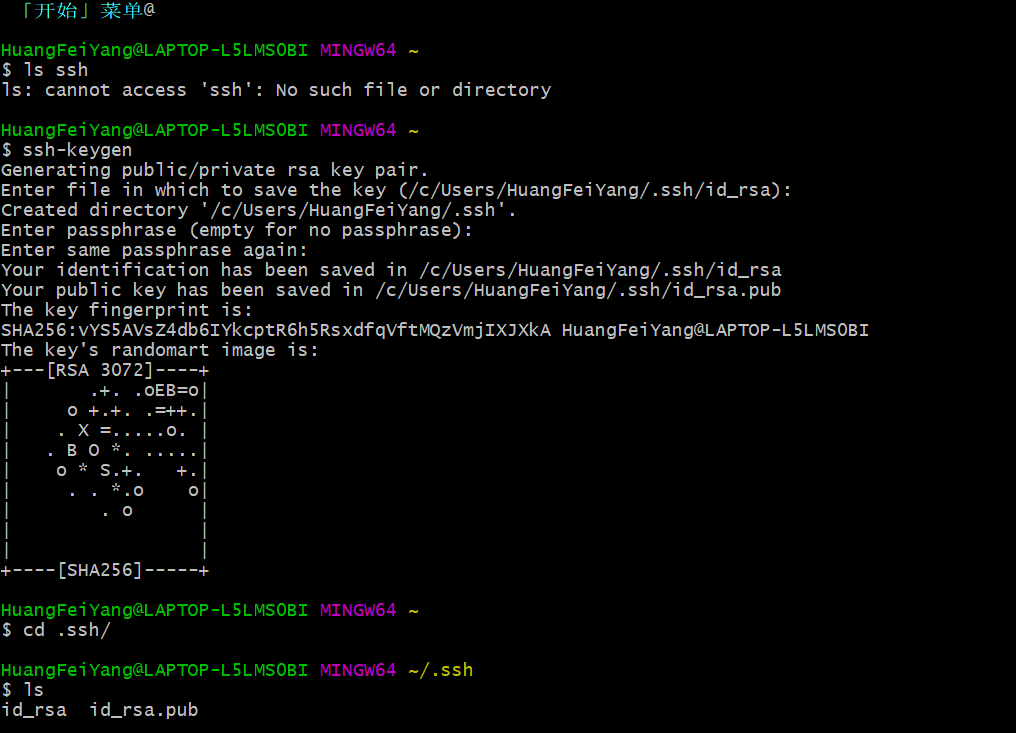 「开始」菜单@
HuangFeiYang@LAPTOP-L5LMSOBI MINGW64 ~
$ ls ssh
ls: cannot access 'ssh': No such file or directory
HuangFeiYang@LAPTOP-L5LMSOBI MINGW64 ~
$ ssh-keygen
Generating public/private rsa key pair.
Enter file in which to save the key (/c/Users/HuangFeiYang/.ssh/id_rsa):
Created directory '/c/Users/HuangFeiYang/.ssh'.
Enter passphrase (empty for no passphrase):
Enter same passphrase again:
Your identification has been saved in /c/Users/HuangFeiYang/.ssh/id_rsa
Your public key has been saved in /c/Users/HuangFeiYang/.ssh/id_rsa.pub
The key fingerprint is:
SHA256:vYS5AVsZ4db6IYkcptR6h5RsxdfqVftMQzVmjIXJXkA HuangFeiYang@LAPTOP-L5LMSOBI
The key's randomart image is:
+---[RSA 3072]----+
|       .+. .oEB=o|
|     o +.+. .=++.|
|    . X =.....o. |
|   . B O *. .....|
|    o * S.+.   +.|
|     . . *.o    o|
|        . o      |
|                 |
|                 |
+----[SHA256]-----+
HuangFeiYang@LAPTOP-L5LMSOBI MINGW64 ~
$ cd .ssh/
HuangFeiYang@LAPTOP-L5LMSOBI MINGW64 ~/.ssh
$ ls
id_rsa  id_rsa.pub